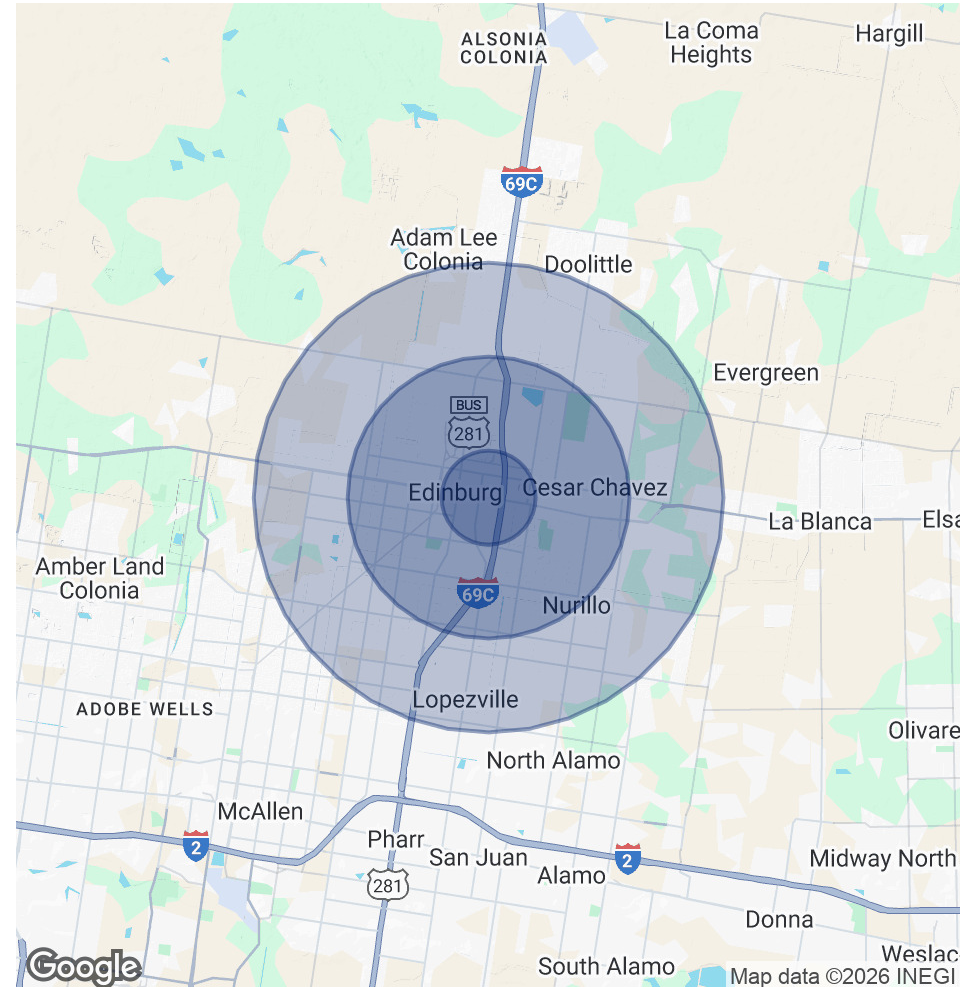 La Coma
Heights
Hargill
ALSONIA
COLONIA
69C
Adam Lee
Colonia
Doolittle
Evergreen
BUS
281
Edinburg
Cesar Chavez
La Blanca
Elsa
Amber Land
Colonia
69C
Nurillo
Lopezville
ADOBE WELLS
Olivare
North Alamo
McAllen
2
Pharr
San Juan
2
Midway North
Alamo
281
Donna
Weslac
South Alamo
Google
Map data ©2026 INEGI